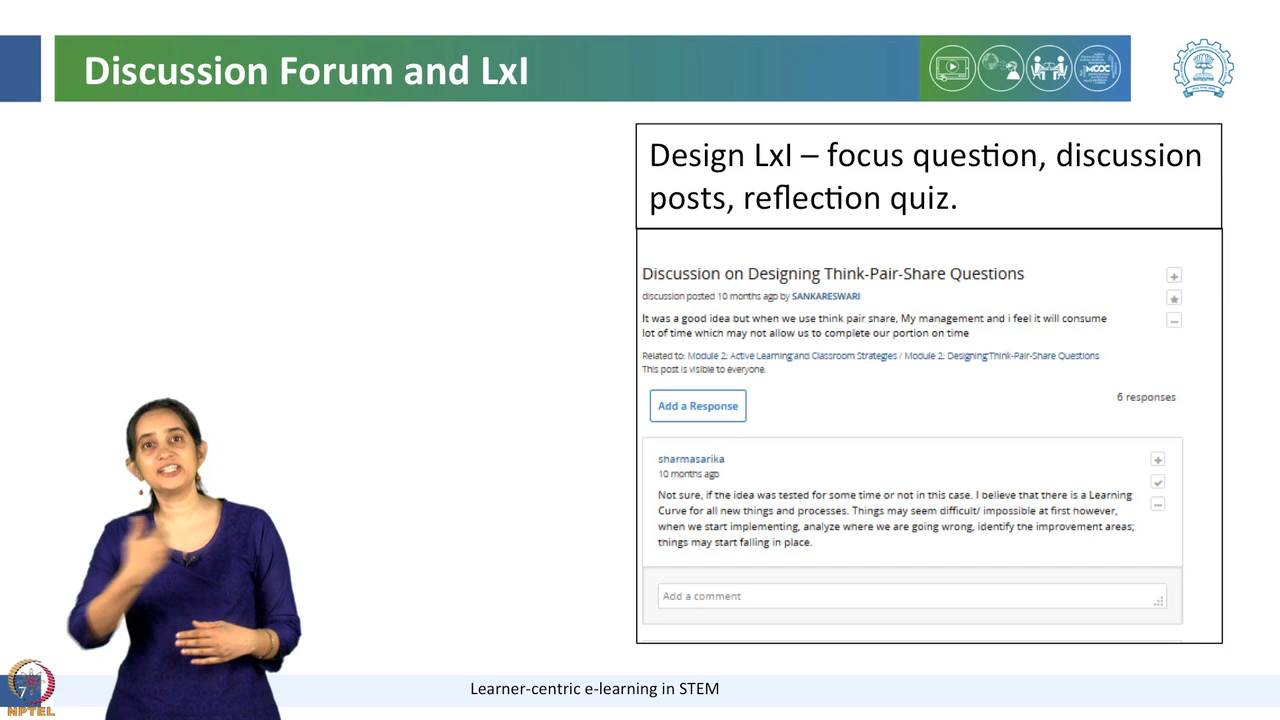 Discussion Forum and LxI
MOOC
Design LxI – focus question, discussion
posts, reflection quiz.
Discussion on Designing Think-Pair-Share Questions
discussion posted 10 months ago by SANKARESWARI
It was a good idea but when we use think pair share, My management and i feel it will consume
lot of time which may not allow us to complete our portion on time
Related to: Module 2: Active Learning and Classroom Strategies / Module 2: Designing Think-Pair-Share Questions
This post is visible to everyone.
Add a Response
6 responses
sharmasarika
10 months ago
Not sure, if the idea was tested for some time or not in this case. I believe that there is a Learning
Curve for all new things and processes. Things may seem difficult/ impossible at first however,
when we start implementing, analyze where we are going wrong, identify the improvement areas;
things may start falling in place.
Add a comment
7
NPTEL
Learner-centric e-learning in STEM